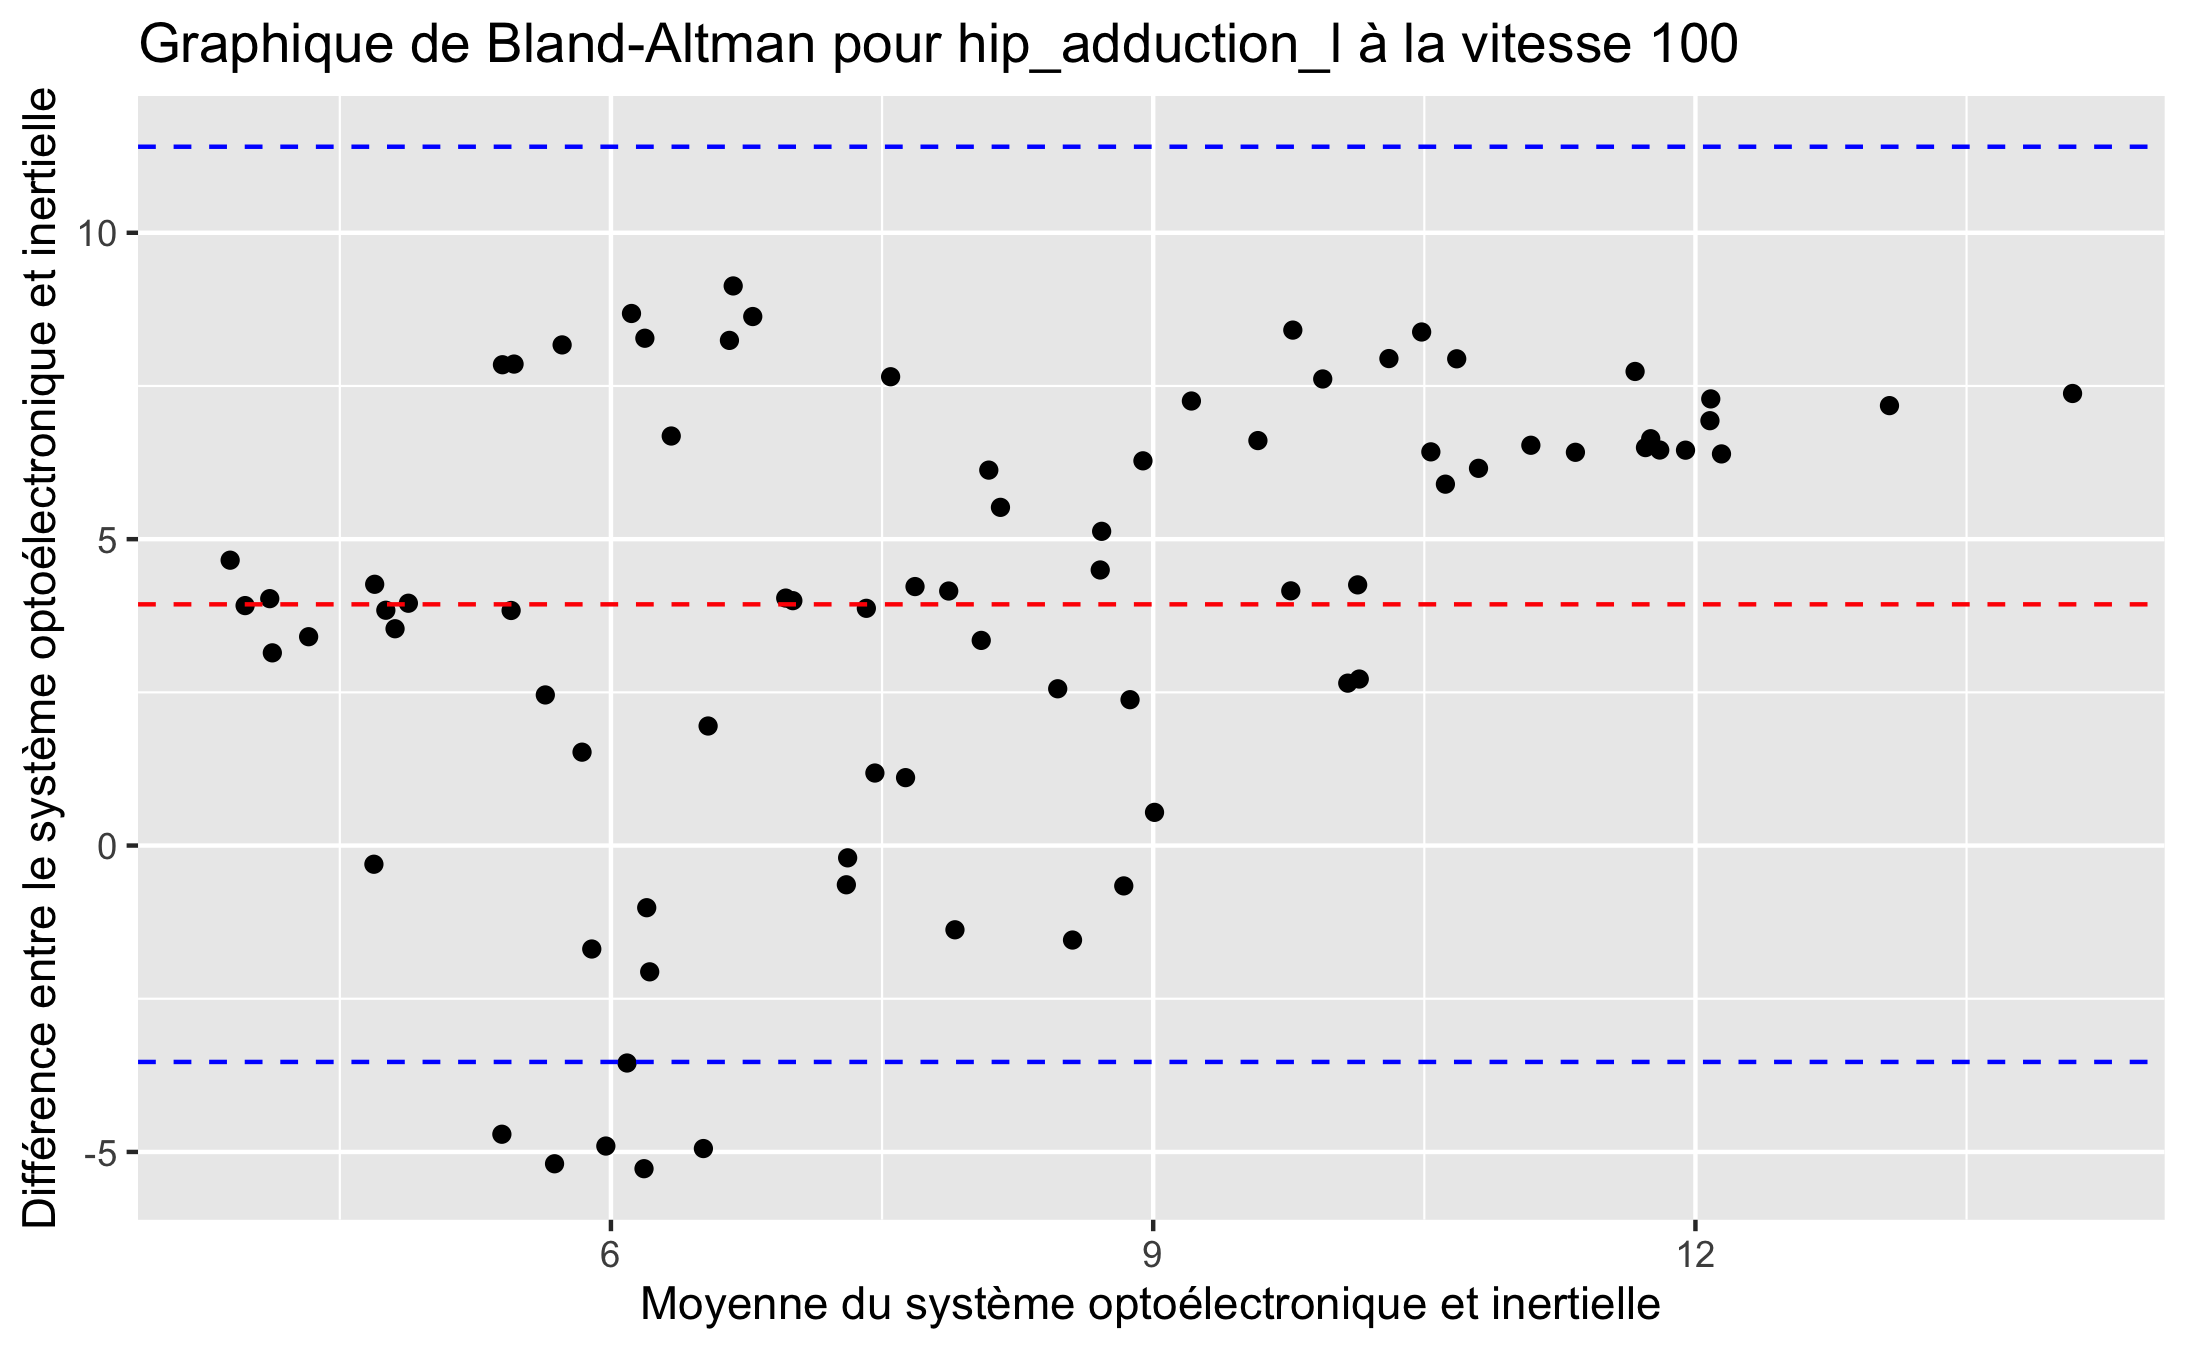 Graphique de Bland-Altman pour hip_adduction_l à la vitesse 100
Différence entre le système optoélectronique et inertielle
10
5
0
-5
6
9
12
Moyenne du système optoélectronique et inertielle